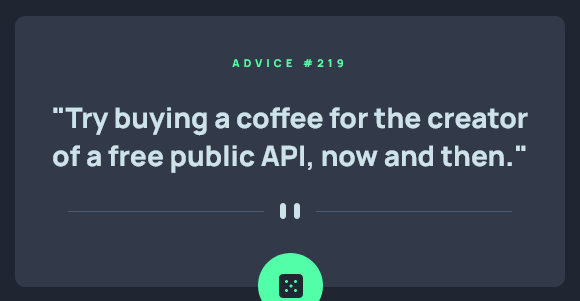 ADVICE #219
"Try buying a coffee for the creator
of a free public API, now and then."